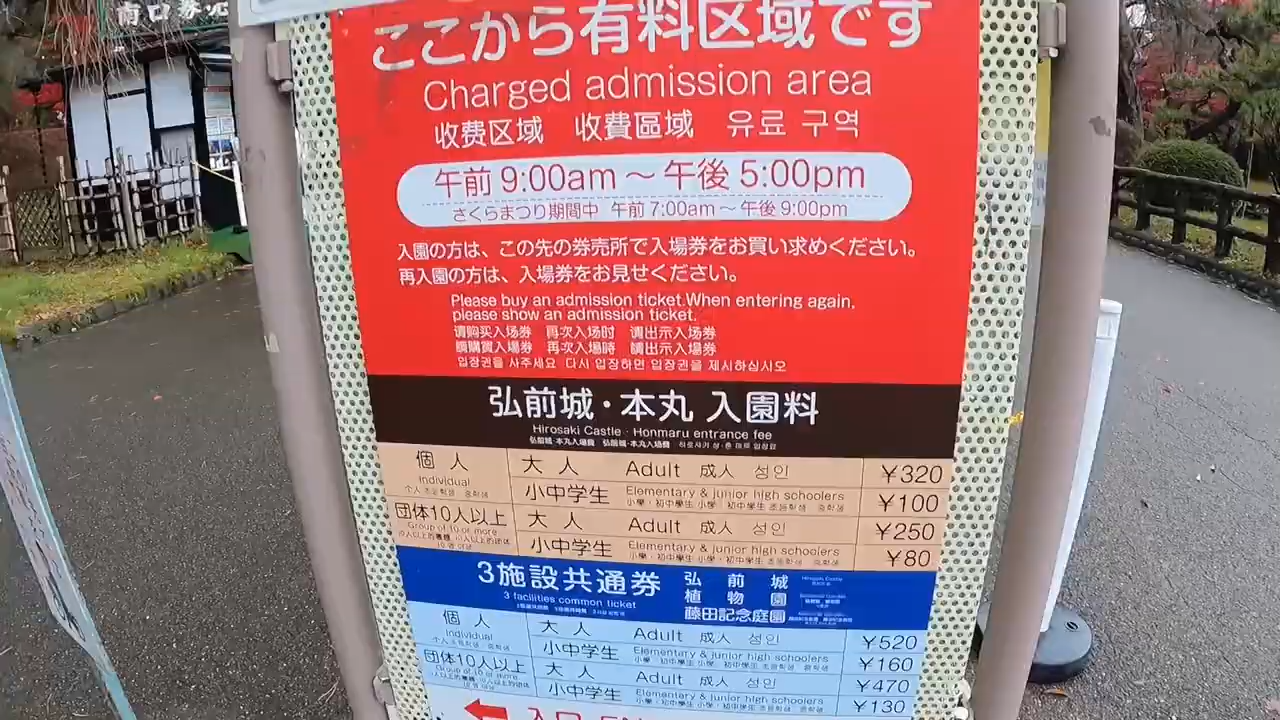 南口券売
ここから有料区域です
Charged admission area
收费区域 收費區域 유료 구역
午前 9:00am ～ 午後 5:00pm
さくらまつり期間中 午前 7:00am ～ 午後 9:00pm
入園の方は、この先の券売所で入場券をお買い求めください。
再入園の方は、入場券をお見せください。
Please buy an admission ticket.When entering again,
please show an admission ticket.
请购买入场券 再次入场时 请出示入场券
請購買入場券 再次入場時 請出示入場券
입장권을 사주세요 다시 입장하면 입장권을 제시하십시오
弘前城・本丸 入園料
Hirosaki Castle・Honmaru entrance fee
個人 大人 Adult 成人 성인 ¥320
Individual
小中学生 Elementary & junior high schoolers ¥100
団体10人以上 大人 Adult 成人 성인 ¥250
Group of 10 or more
小中学生 Elementary & junior high schoolers ¥80
3施設共通券 弘前城
植物園
藤田記念庭園
3 facilities common ticket
個人 大人 Adult 成人 성인 ¥520
Individual
小中学生 Elementary & junior high schoolers ¥160
団体10人以上 大人 Adult 成人 성인 ¥470
Group of 10 or more
小中学生 Elementary & junior high schoolers ¥130